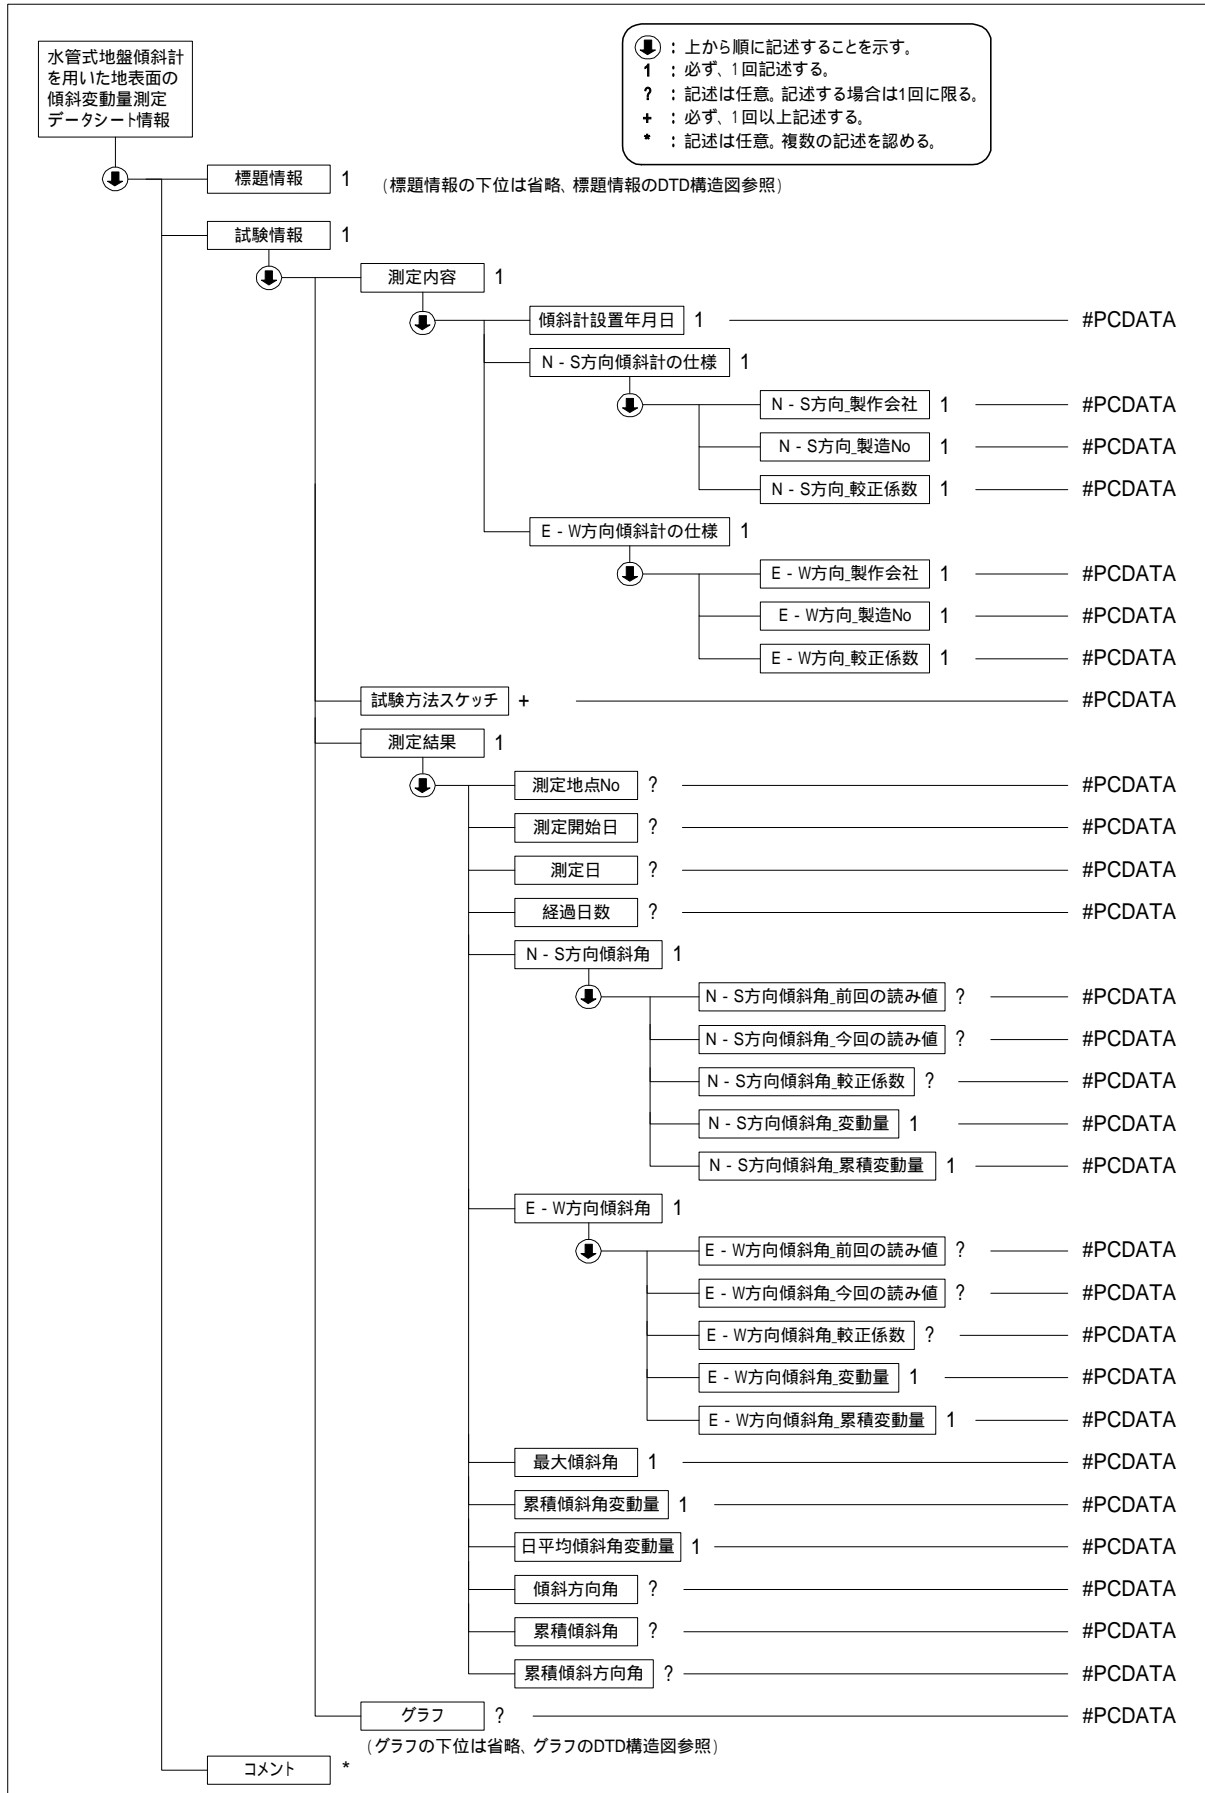 水管式地盤傾斜計
を用いた地表面の
傾斜変動量測定
データシート情報
：上から順に記述することを示す。
1 ：必ず、1回記述する。
? ：記述は任意。記述する場合は1回に限る。
+ ：必ず、1回以上記述する。
* ：記述は任意。複数の記述を認める。
標題情報 1 (標題情報の下位は省略、標題情報のDTD構造図参照)
試験情報 1
測定内容 1
傾斜計設置年月日 1 #PCDATA
N - S方向傾斜計の仕様 1
N - S方向_製作会社 1 #PCDATA
N - S方向_製造No 1 #PCDATA
N - S方向_較正係数 1 #PCDATA
E - W方向傾斜計の仕様 1
E - W方向_製作会社 1 #PCDATA
E - W方向_製造No 1 #PCDATA
E - W方向_較正係数 1 #PCDATA
試験方法スケッチ + #PCDATA
測定結果 1
測定地点No ? #PCDATA
測定開始日 ? #PCDATA
測定日 ? #PCDATA
経過日数 ? #PCDATA
N - S方向傾斜角 1
N - S方向傾斜角_前回の読み値 ? #PCDATA
N - S方向傾斜角_今回の読み値 ? #PCDATA
N - S方向傾斜角_較正係数 ? #PCDATA
N - S方向傾斜角_変動量 1 #PCDATA
N - S方向傾斜角_累積変動量 1 #PCDATA
E - W方向傾斜角 1
E - W方向傾斜角_前回の読み値 ? #PCDATA
E - W方向傾斜角_今回の読み値 ? #PCDATA
E - W方向傾斜角_較正係数 ? #PCDATA
E - W方向傾斜角_変動量 1 #PCDATA
E - W方向傾斜角_累積変動量 1 #PCDATA
最大傾斜角 1 #PCDATA
累積傾斜角変動量 1 #PCDATA
日平均傾斜角変動量 1 #PCDATA
傾斜方向角 ? #PCDATA
累積傾斜角 ? #PCDATA
累積傾斜方向角 ? #PCDATA
グラフ ? #PCDATA
(グラフの下位は省略、グラフのDTD構造図参照)
コメント *